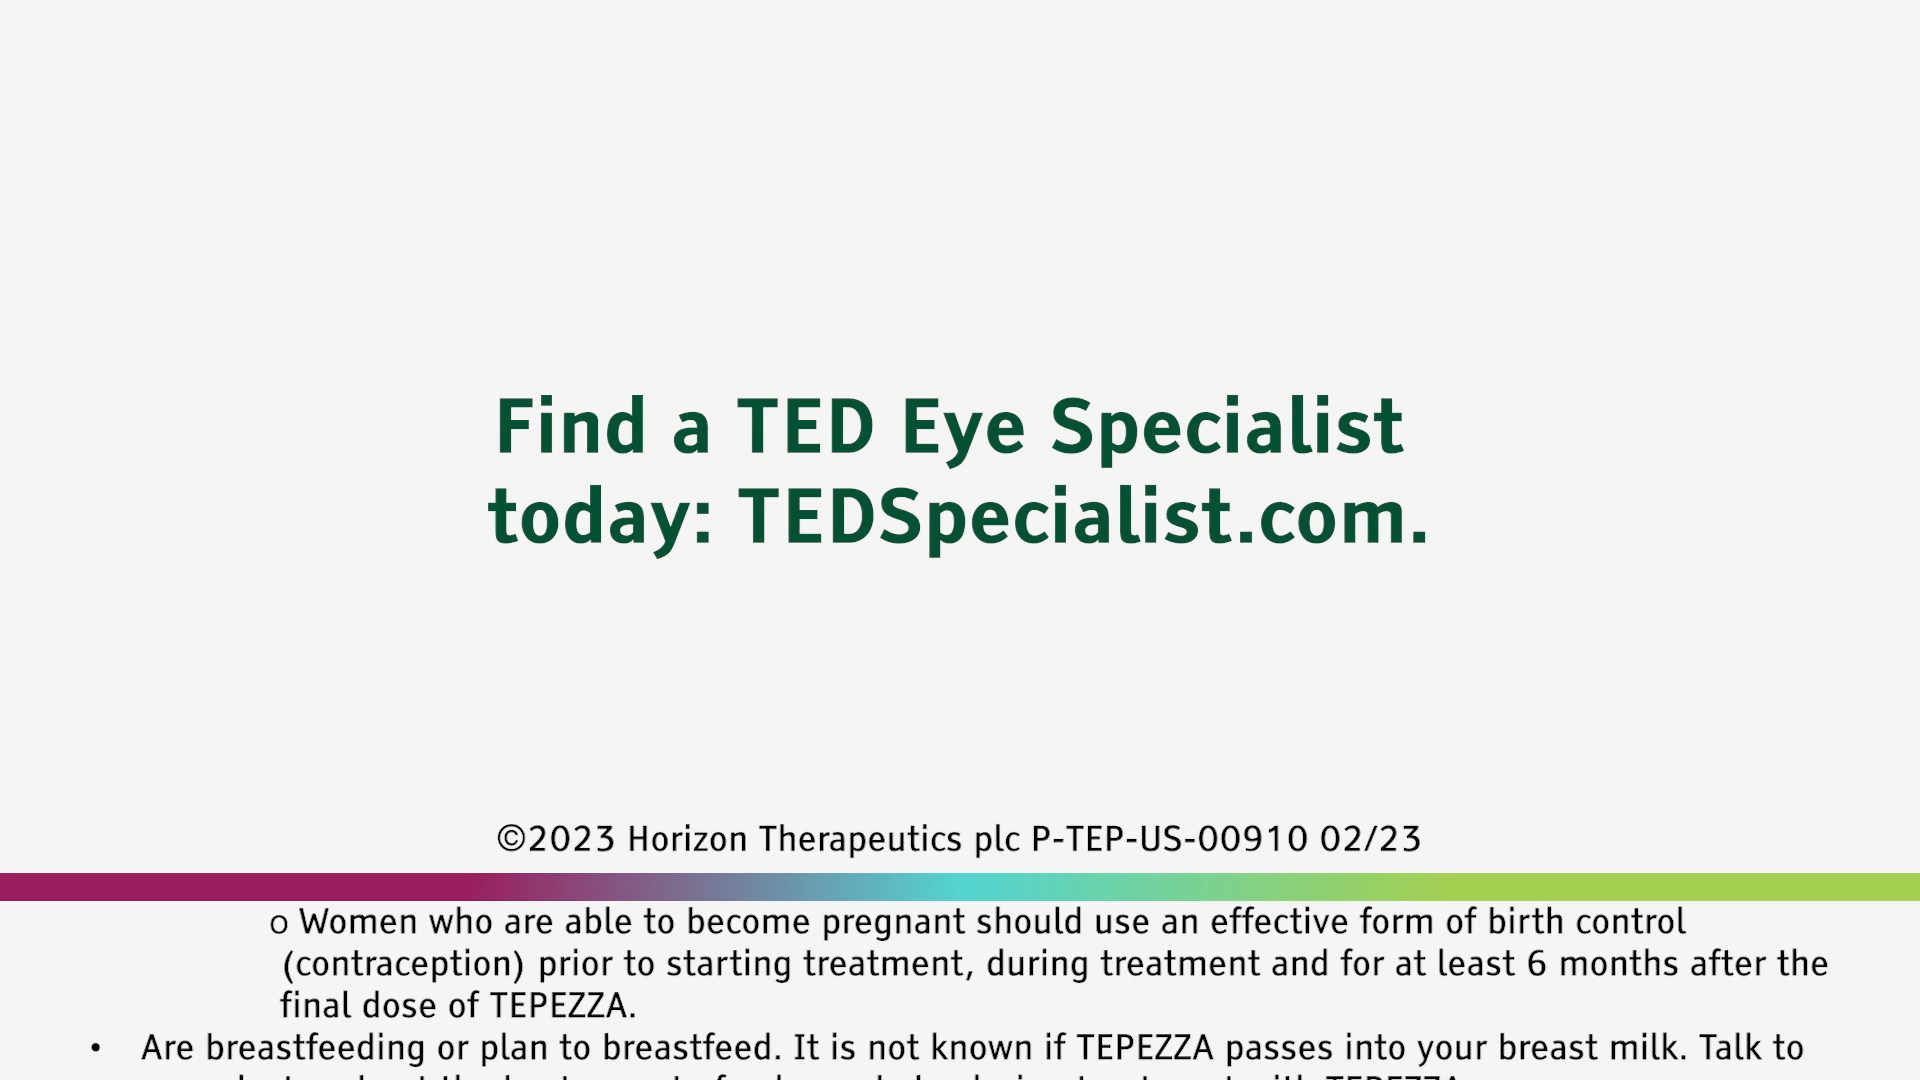 Find a TED Eye Specialist
today: TEDSpecialist.com.
©2023 Horizon Therapeutics plc P-TEP-US-00910 02/23
o Women who are able to become pregnant should use an effective form of birth control
(contraception) prior to starting treatment, during treatment and for at least 6 months after the
final dose of TEPEZZA.
• Are breastfeeding or plan to breastfeed. It is not known if TEPEZZA passes into your breast milk. Talk to